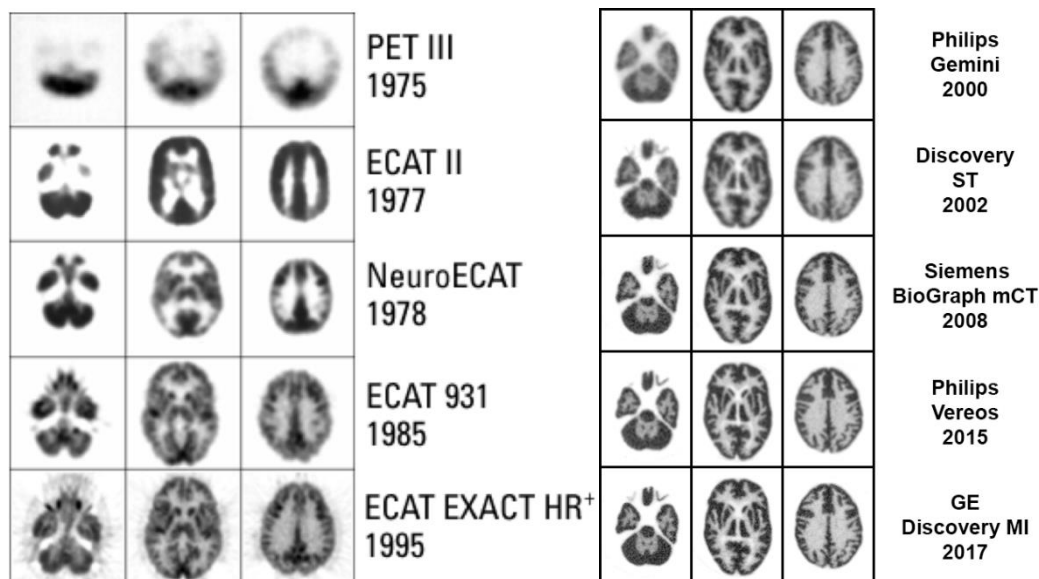 PET III
1975
ECAT II
1977
NeuroECAT
1978
ECAT 931
1985
ECAT EXACT HR⁺
1995
Philips
Gemini
2000
Discovery
ST
2002
Siemens
BioGraph mCT
2008
Philips
Vereos
2015
GE
Discovery MI
2017